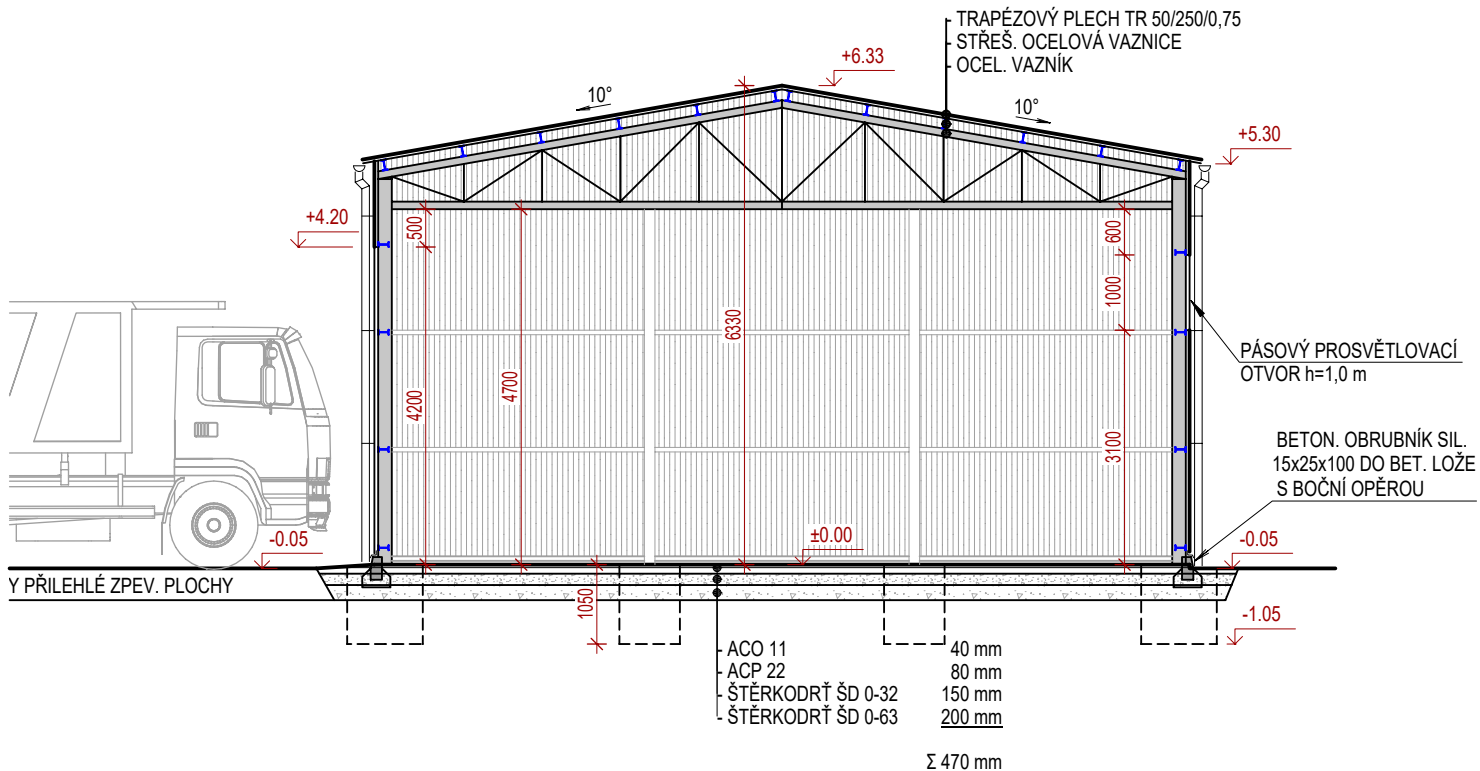 TRAPÉZOVÝ PLECH TR 50/250/0,75
STŘEŠ. OCELOVÁ VAZNICE
OCEL. VAZNÍK
+6.33
10°
10°
+5.30
+4.20
500
600
1000
6330
PÁSOVÝ PROSVĚTLOVACÍ
OTVOR h=1,0 m
4200
4700
3100
BETON. OBRUBNÍK SIL.
15x25x100 DO BET. LOŽE
S BOČNÍ OPĚROU
-0.05
±0.00
-0.05
Y PŘILEHLÉ ZPEV. PLOCHY
1050
-1.05
- ACO 11 40 mm
- ACP 22 80 mm
- ŠTĚRKODRŤ ŠD 0-32 150 mm
- ŠTĚRKODRŤ ŠD 0-63 200 mm
Σ 470 mm